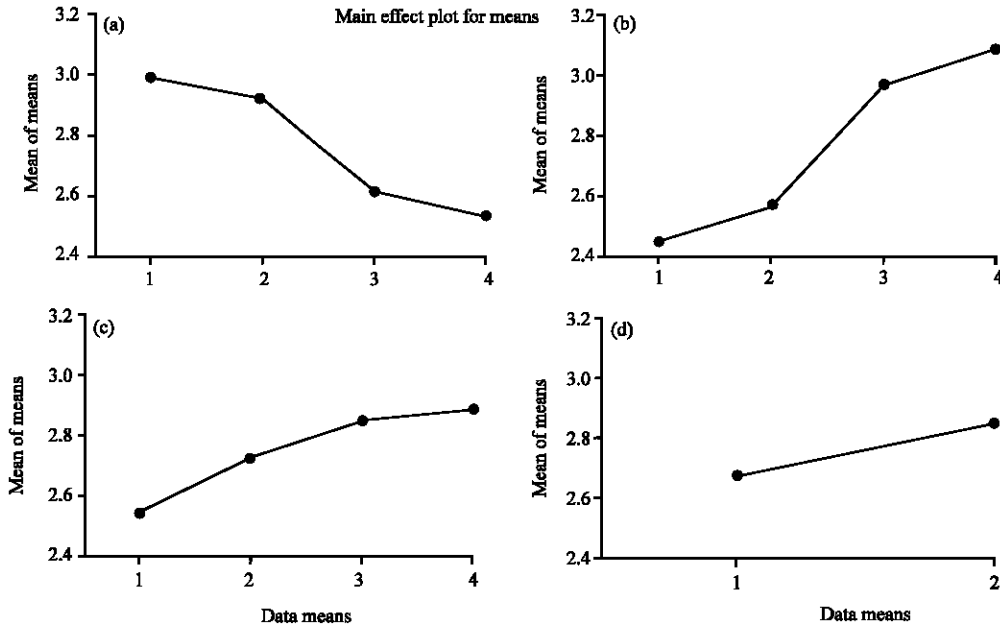 Main effect plot for means
(a)
3.2
3.0
2.8
2.6
2.4
Mean of means
1 2 3 4
(b)
3.2
3.0
2.8
2.6
2.4
Mean of means
1 2 3 4
(c)
3.2
3.0
2.8
2.6
2.4
Mean of means
1 2 3 4
Data means
(d)
3.2
3.0
2.8
2.6
2.4
Mean of means
1 2
Data means